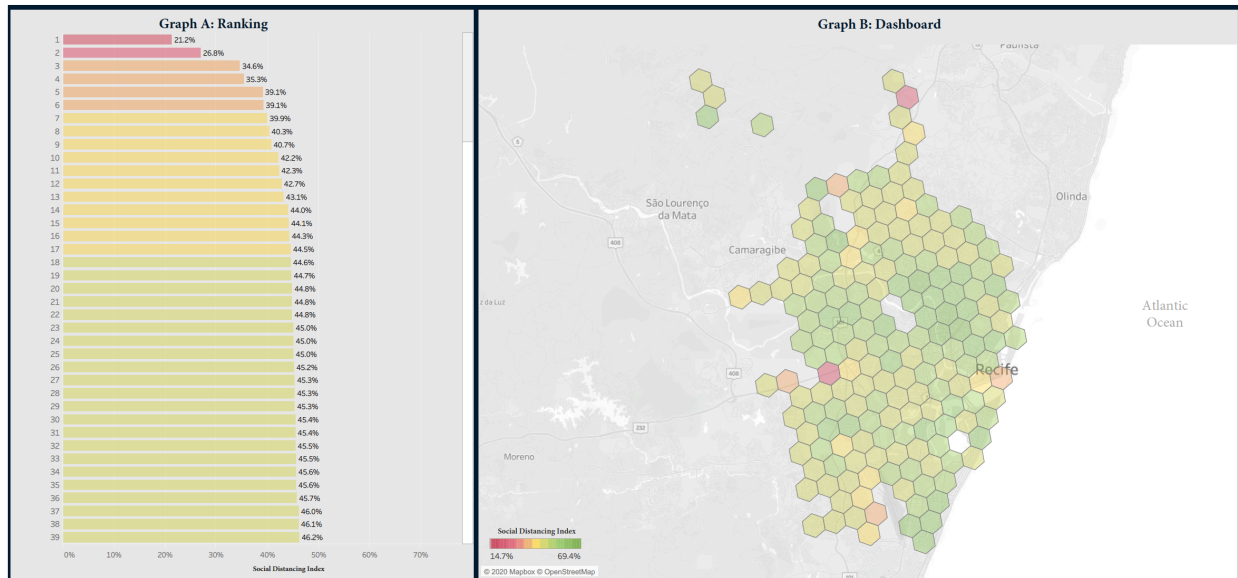 Graph A: Ranking
1 21.2%
2 26.8%
3 34.6%
4 35.3%
5 39.1%
6 39.1%
7 39.9%
8 40.3%
9 40.7%
10 42.2%
11 42.3%
12 42.7%
13 43.1%
14 44.0%
15 44.1%
16 44.3%
17 44.5%
18 44.6%
19 44.7%
20 44.8%
21 44.8%
22 44.8%
23 45.0%
24 45.0%
25 45.0%
26 45.2%
27 45.3%
28 45.3%
29 45.3%
30 45.4%
31 45.4%
32 45.5%
33 45.5%
34 45.6%
35 45.6%
36 45.7%
37 46.0%
38 46.1%
39 46.2%
0% 10% 20% 30% 40% 50% 60% 70%
Social Distancing Index
Graph B: Dashboard
Paulista
Olinda
São Lourenço
da Mata
408
Camaragibe
z da Luz
Atlantic
Ocean
Recife
408
232
Moreno
Social Distancing Index
14.7% 69.4%
© 2020 Mapbox © OpenStreetMap